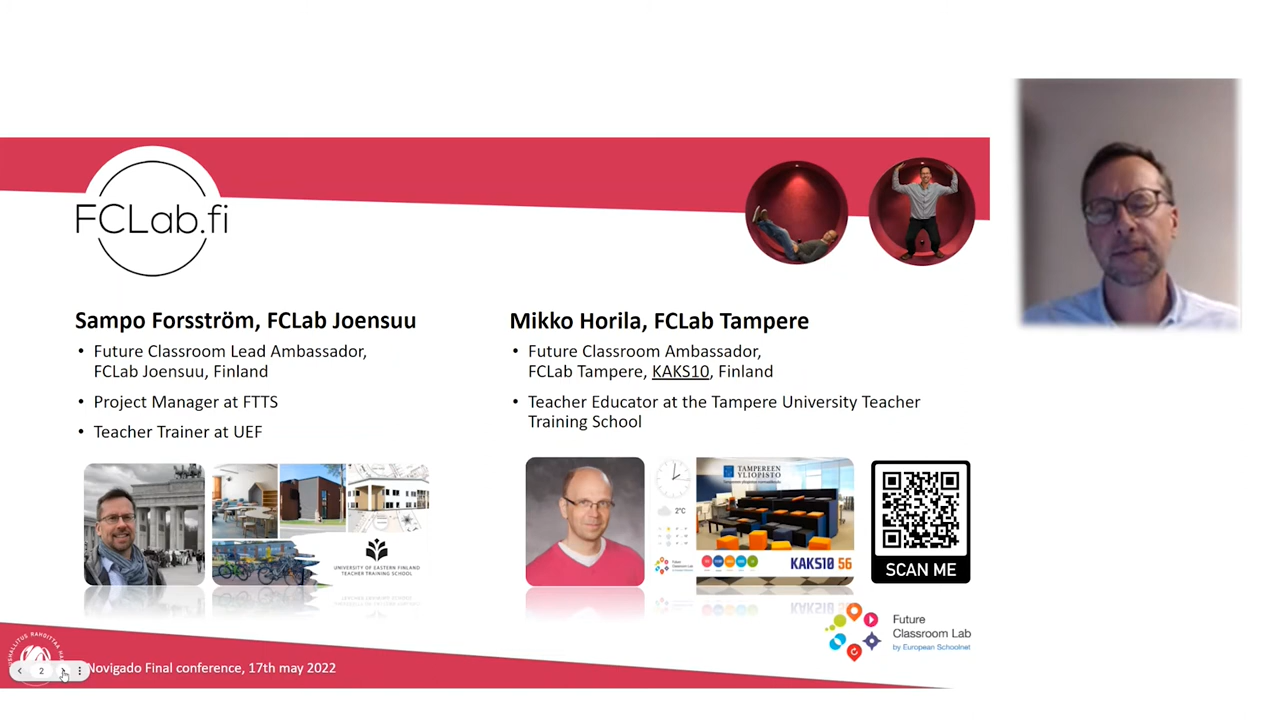 FCLab.fi
Sampo Forsström, FCLab Joensuu
• Future Classroom Lead Ambassador,
FCLab Joensuu, Finland
• Project Manager at FTTS
• Teacher Trainer at UEF
UNIVERSITY OF EASTERN FINLAND
TEACHER TRAINING SCHOOL
Mikko Horila, FCLab Tampere
• Future Classroom Ambassador,
FCLab Tampere, KAKS10, Finland
• Teacher Educator at the Tampere University Teacher
Training School
2°C
TAMPEREEN
YLIOPISTO
KAKS10 56
SCAN ME
Future
Classroom Lab
by European Schoolnet
Novigado Final conference, 17th may 2022
2